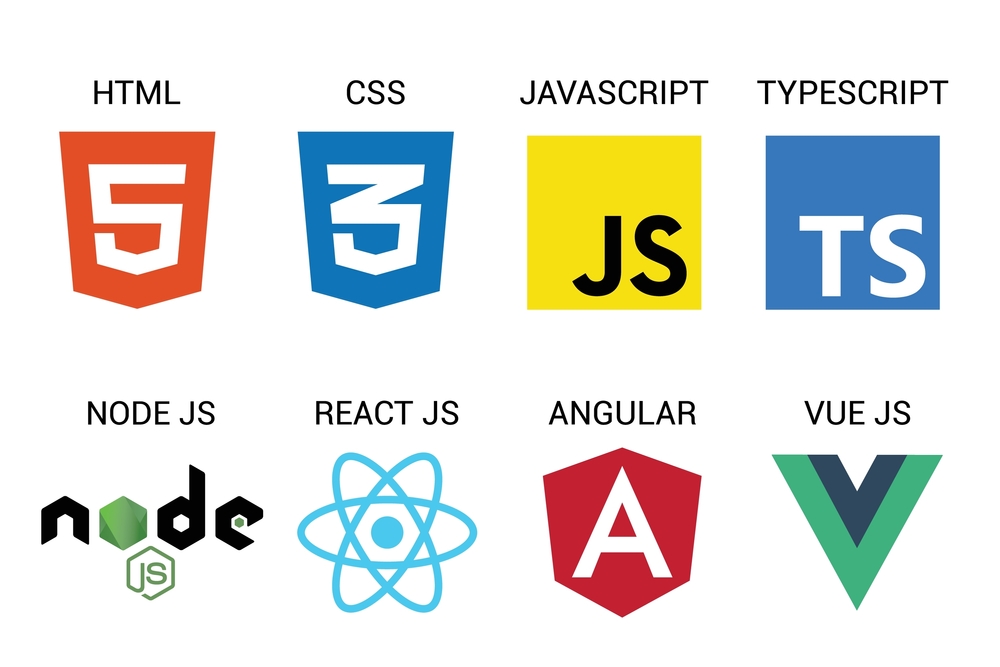 HTML
CSS
JAVASCRIPT
TYPESCRIPT
5
3
JS
TS
NODE JS
REACT JS
ANGULAR
VUE JS
node
JS
A